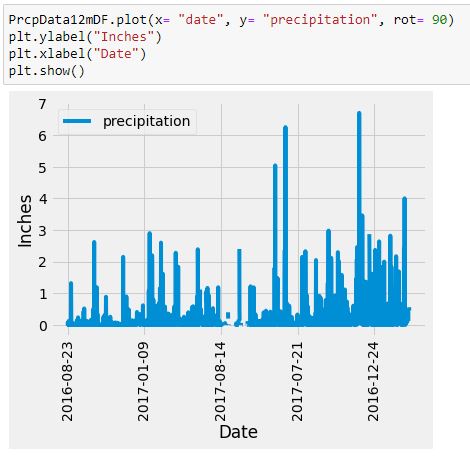 PrcpData12mDF.plot(x= "date", y= "precipitation", rot= 90)
plt.ylabel("Inches")
plt.xlabel("Date")
plt.show()
7
precipitation
6
5
4
3
2
1
0
Inches
2016-08-23
2017-01-09
2017-08-14
2017-07-21
2016-12-24
Date